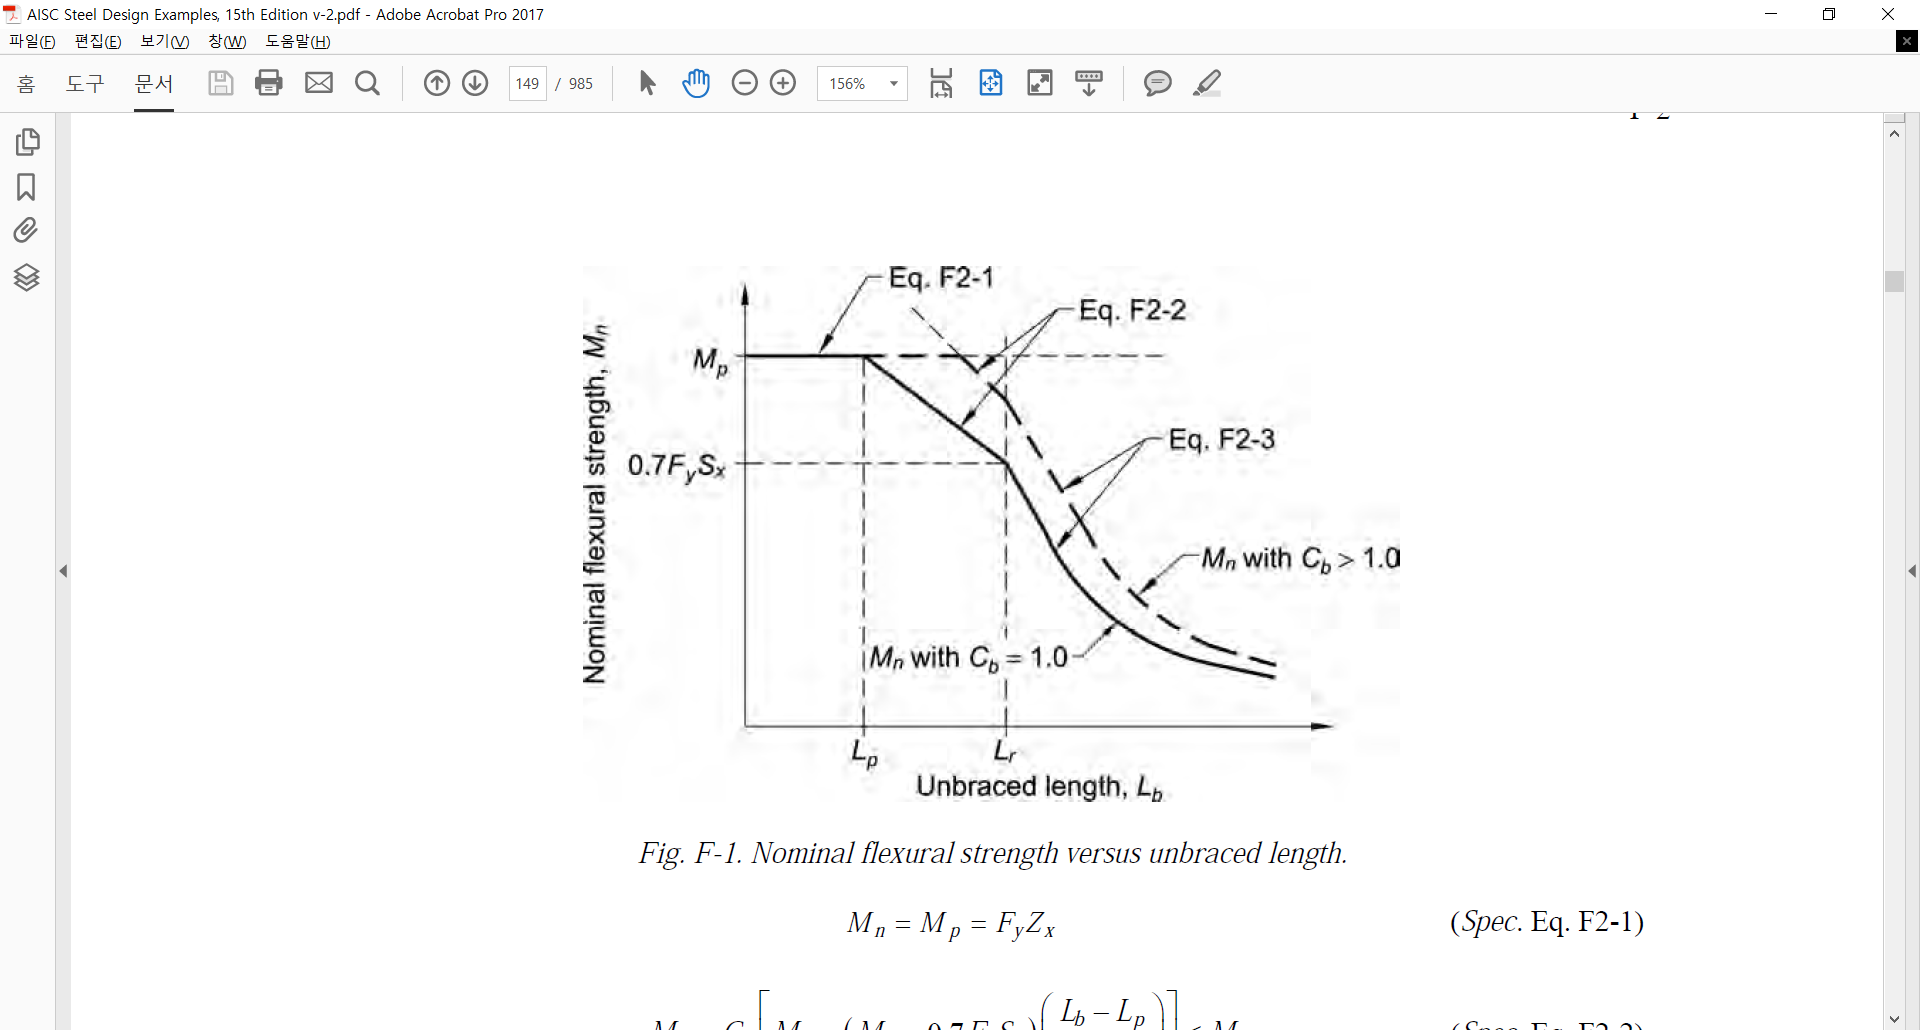 AISC Steel Design Examples, 15th Edition v-2.pdf - Adobe Acrobat Pro 2017
파일(F) 편집(E) 보기(V) 창(W) 도움말(H)
홈 도구 문서 149 / 985 156%
Eq. F2-1
Eq. F2-2
Mp
Eq. F2-3
0.7FySx
Mn with Cb > 1.0
Mn with Cb = 1.0
Nominal flexural strength, Mn
Lp Lr
Unbraced length, Lb
Fig. F-1. Nominal flexural strength versus unbraced length.
Mn = Mp = FyZx (Spec. Eq. F2-1)
Lb − Lp